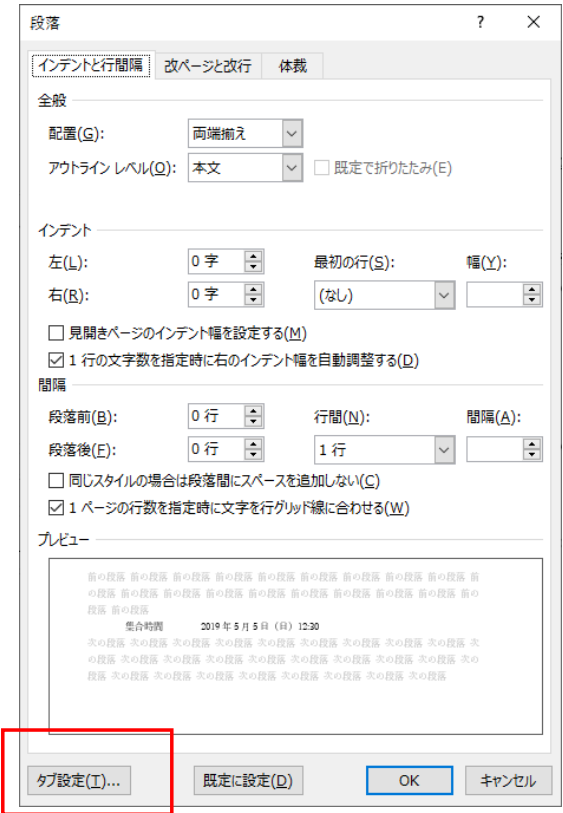 段落 ? ×
インデントと行間隔 改ページと改行 体裁
全般
配置(G): 両端揃え
アウトライン レベル(O): 本文 既定で折りたたみ(E)
インデント
左(L): 0 字 最初の行(S): 幅(Y):
右(R): 0 字 (なし)
見開きページのインデント幅を設定する(M)
1 行の文字数を指定時に右のインデント幅を自動調整する(D)
間隔
段落前(B): 0 行 行間(N): 間隔(A):
段落後(F): 0 行 1 行
同じスタイルの場合は段落間にスペースを追加しない(C)
1 ページの行数を指定時に文字を行グリッド線に合わせる(W)
プレビュー
前の段落 前の段落 前の段落 前の段落 前の段落 前の段落 前の段落 前の段落 前の段落 前
の段落 前の段落 前の段落 前の段落 前の段落 前の段落 前の段落 前の段落 前の段落 前の
段落 前の段落
集合時間 2019 年 5 月 5 日（日）12:30
次の段落 次の段落 次の段落 次の段落 次の段落 次の段落 次の段落 次の段落 次の段落 次
の段落 次の段落 次の段落 次の段落 次の段落 次の段落 次の段落 次の段落 次の段落 次の
段落 次の段落 次の段落 次の段落 次の段落 次の段落 次の段落 次の段落 次の段落
タブ設定(T)... 既定に設定(D) OK キャンセル